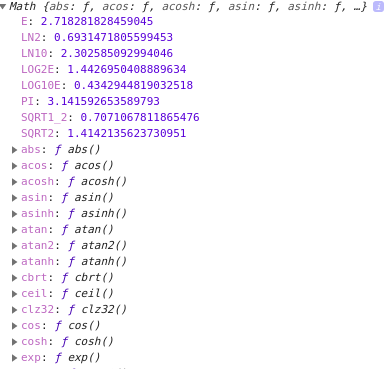 Math {abs: ƒ, acos: ƒ, acosh: ƒ, asin: ƒ, asinh: ƒ, …} i
E: 2.718281828459045
LN2: 0.6931471805599453
LN10: 2.302585092994046
LOG2E: 1.4426950408889634
LOG10E: 0.4342944819032518
PI: 3.141592653589793
SQRT1_2: 0.7071067811865476
SQRT2: 1.4142135623730951
abs: ƒ abs()
acos: ƒ acos()
acosh: ƒ acosh()
asin: ƒ asin()
asinh: ƒ asinh()
atan: ƒ atan()
atan2: ƒ atan2()
atanh: ƒ atanh()
cbrt: ƒ cbrt()
ceil: ƒ ceil()
clz32: ƒ clz32()
cos: ƒ cos()
cosh: ƒ cosh()
exp: ƒ exp()